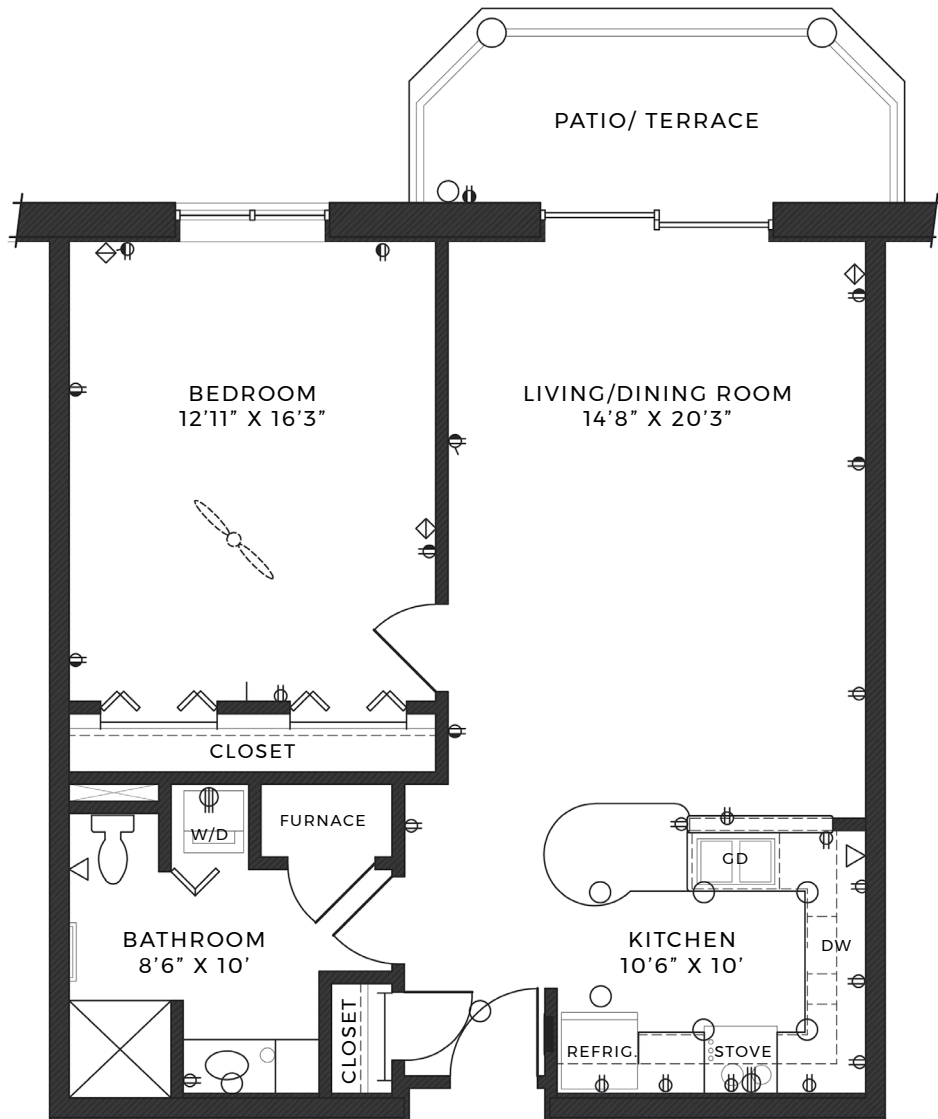 PATIO/ TERRACE
BEDROOM
12'11" X 16'3"
LIVING/DINING ROOM
14'8" X 20'3"
CLOSET
W/D
FURNACE
GD
BATHROOM
8'6" X 10'
KITCHEN
10'6" X 10'
DW
CLOSET
REFRIG.
STOVE